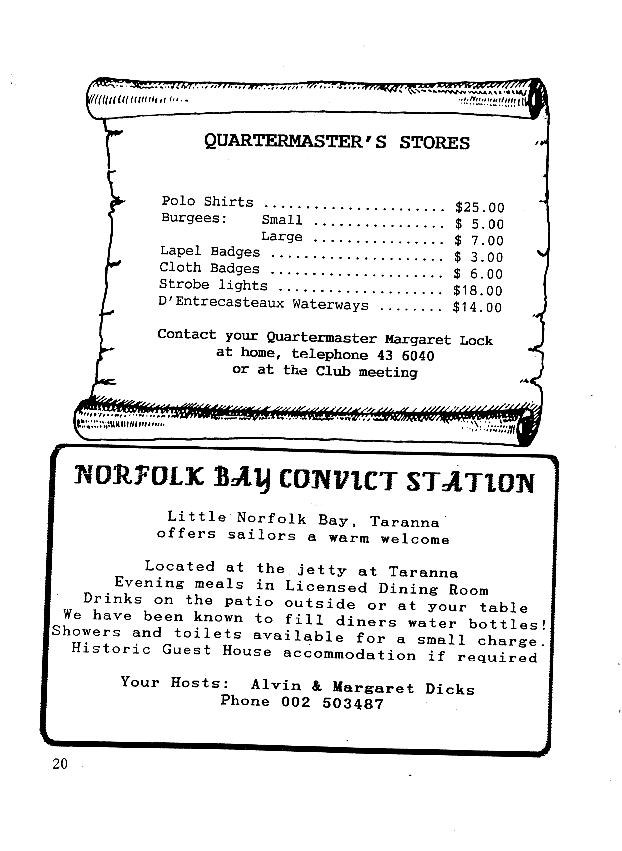 QUARTERMASTER'S STORES
Polo Shirts ...................... $25.00
Burgees: Small ................ $ 5.00
Large ................ $ 7.00
Lapel Badges ..................... $ 3.00
Cloth Badges ..................... $ 6.00
Strobe lights .................... $18.00
D'Entrecasteaux Waterways ........ $14.00
Contact your Quartermaster Margaret Lock
at home, telephone 43 6040
or at the Club meeting
NORFOLK BAY CONVICT STATION
Little Norfolk Bay, Taranna
offers sailors a warm welcome
Located at the jetty at Taranna
Evening meals in Licensed Dining Room
Drinks on the patio outside or at your table
We have been known to fill diners water bottles!
Showers and toilets available for a small charge.
Historic Guest House accommodation if required
Your Hosts: Alvin & Margaret Dicks
Phone 002 503487
20